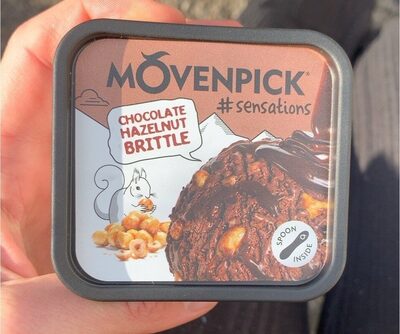 MÖVENPICK®
#sensations
CHOCOLATE
HAZELNUT
BRITTLE
SPOON
INSIDE